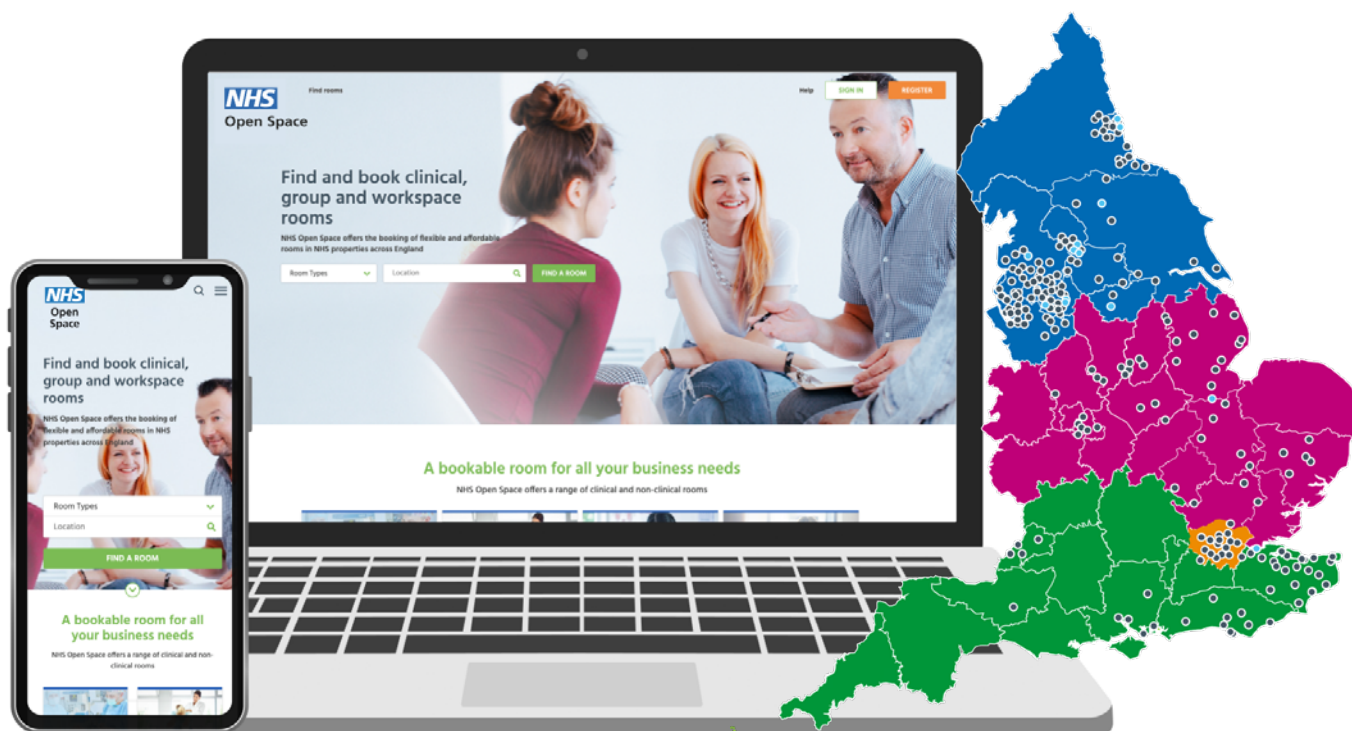 NHS
Open Space
Find rooms
Help
SIGN IN
REGISTER
Find and book clinical,
group and workspace
rooms
NHS Open Space offers the booking of flexible and affordable
rooms in NHS properties across England
Room Types
Location
FIND A ROOM
A bookable room for all your business needs
NHS Open Space offers a range of clinical and non-clinical rooms
NHS
Open
Space
Find and book clinical,
group and workspace
rooms
NHS Open Space offers the booking of
flexible and affordable rooms in NHS
properties across England
Room Types
Location
FIND A ROOM
A bookable room for all
your business needs
NHS Open Space offers a range of clinical and non-
clinical rooms